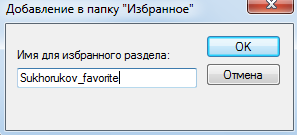 Добавление в папку "Избранное"
Имя для избранного раздела:
OK
Sukhorukov_favorite
Отмена